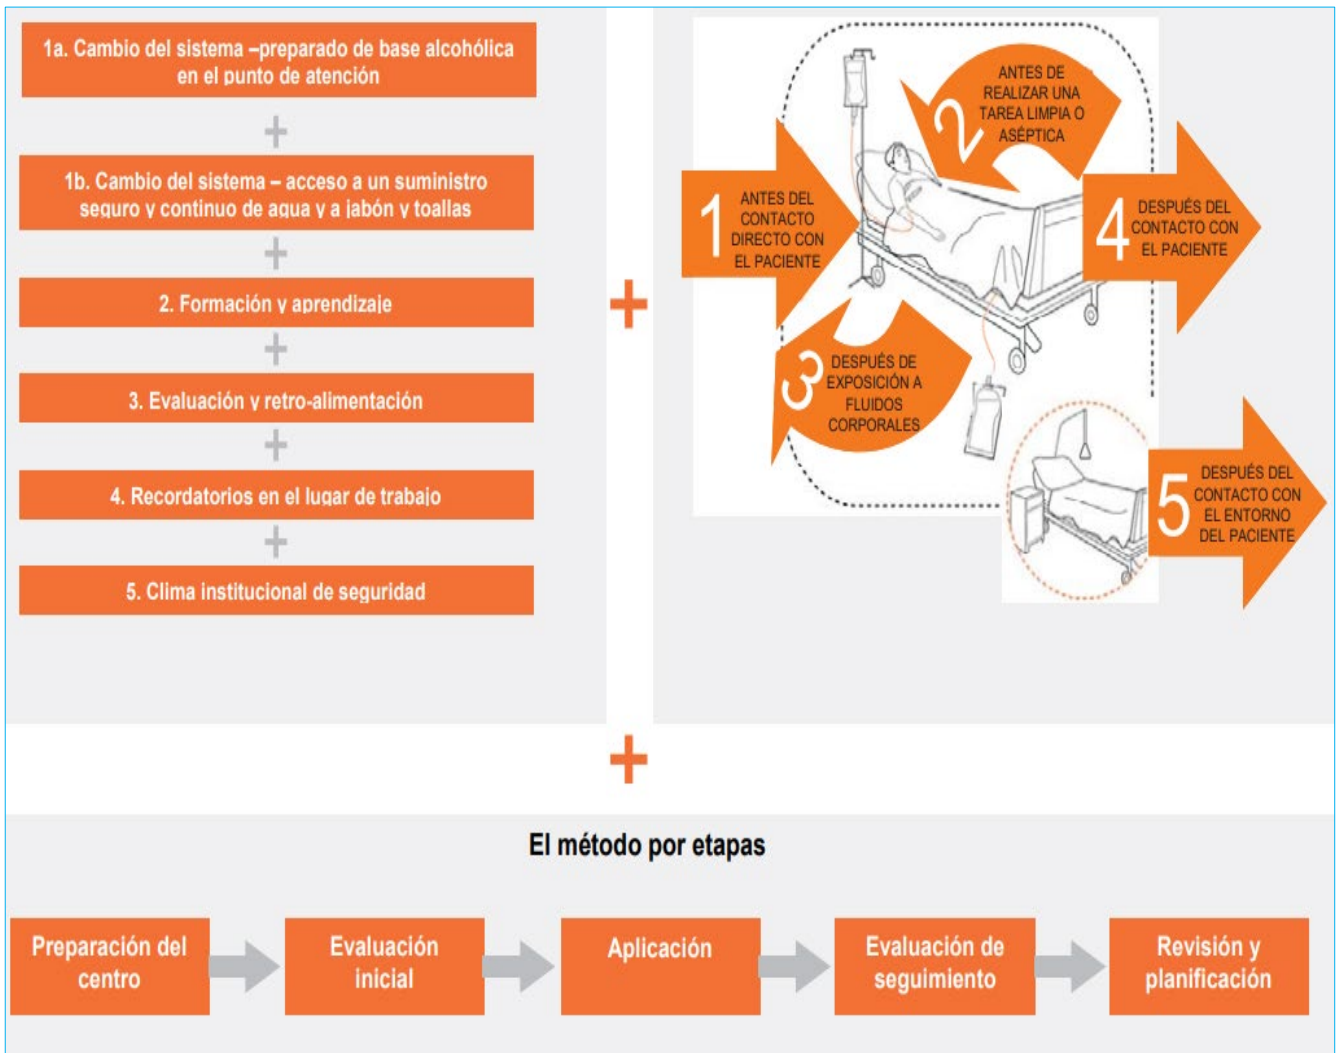 1a. Cambio del sistema –preparado de base alcohólica
en el punto de atención
+
1b. Cambio del sistema – acceso a un suministro
seguro y continuo de agua y a jabón y toallas
+
2. Formación y aprendizaje
+
3. Evaluación y retro-alimentación
+
4. Recordatorios en el lugar de trabajo
+
5. Clima institucional de seguridad
+
1
ANTES DEL
CONTACTO
DIRECTO CON
EL PACIENTE
2
ANTES DE
REALIZAR UNA
TAREA LIMPIA O
ASÉPTICA
3
DESPUÉS DE
EXPOSICIÓN A
FLUIDOS
CORPORALES
4
DESPUÉS DEL
CONTACTO CON
EL PACIENTE
5
DESPUÉS DEL
CONTACTO CON
EL ENTORNO
DEL PACIENTE
+
El método por etapas
Preparación del
centro
Evaluación
inicial
Aplicación
Evaluación de
seguimiento
Revisión y
planificación